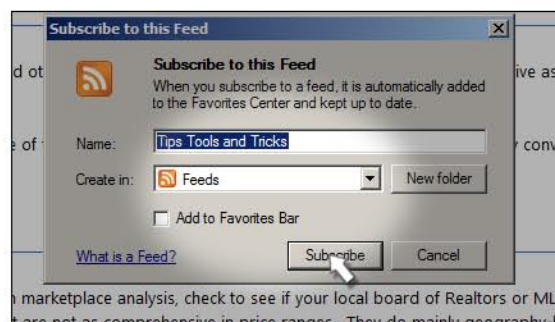 Subscribe to this Feed
d ot
ive as
Subscribe to this Feed
When you subscribe to a feed, it is automatically added
to the Favorites Center and kept up to date.
e of
Name: Tips Tools and Tricks
conv
Create in: Feeds New folder
Add to Favorites Bar
What is a Feed? Subscribe Cancel
marketplace analysis, check to see if your local board of Realtors or ML
t are not as comprehensive in price ranges. They do mainly geography